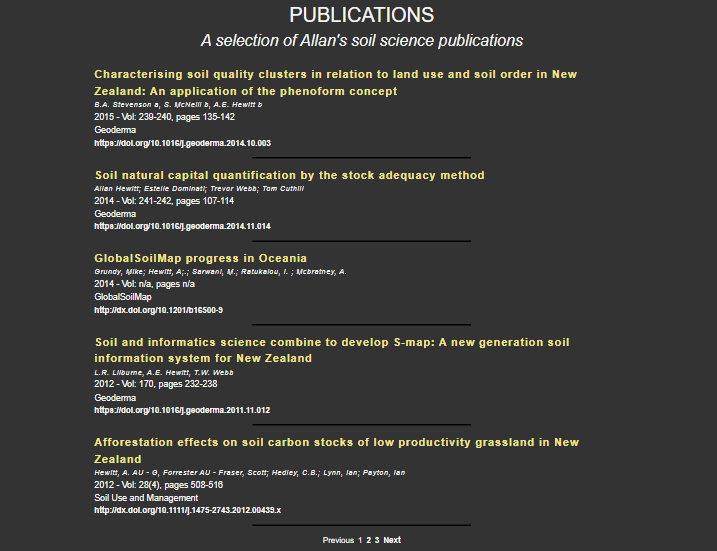 PUBLICATIONS
A selection of Allan's soil science publications
Characterising soil quality clusters in relation to land use and soil order in New
Zealand: An application of the phenoform concept
B.A. Stevenson a, S. McNeill b, A.E. Hewitt b
2015 - Vol: 239-240, pages 135-142
Geoderma
https://doi.org/10.1016/j.geoderma.2014.10.003
Soil natural capital quantification by the stock adequacy method
Allan Hewitt; Estelle Dominati; Trevor Webb; Tom Cuthill
2014 - Vol: 241-242, pages 107-114
Geoderma
https://doi.org/10.1016/j.geoderma.2014.11.014
GlobalSoilMap progress in Oceania
Grundy, Mike; Hewitt, A;.; Sarwani, M.; Ratukalou, I. ; Mcbratney, A.
2014 - Vol: n/a, pages n/a
GlobalSoilMap
http://dx.doi.org/10.1201/b16500-9
Soil and informatics science combine to develop S-map: A new generation soil
information system for New Zealand
L.R. Lilburne, A.E. Hewitt, T.W. Webb
2012 - Vol: 170, pages 232-238
Geoderma
https://doi.org/10.1016/j.geoderma.2011.11.012
Afforestation effects on soil carbon stocks of low productivity grassland in New
Zealand
Hewitt, A. AU - G, Forrester AU - Fraser, Scott; Hedley, C.B.; Lynn, Ian; Payton, Ian
2012 - Vol: 28(4), pages 508-516
Soil Use and Management
http://dx.doi.org/10.1111/j.1475-2743.2012.00439.x
Previous 1 2 3 Next